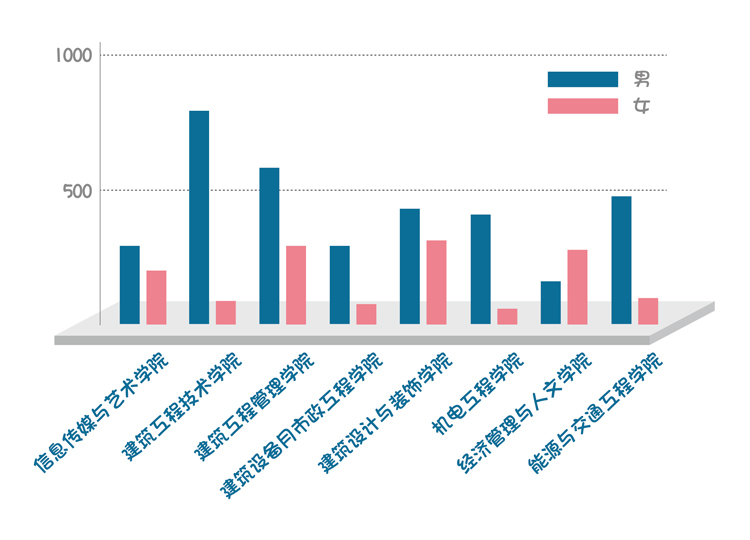 1000
男
女
500
信息传媒与艺术学院
建筑工程技术学院
建筑工程管理学院
建筑设备与市政工程学院
建筑设计与装饰学院
机电工程学院
经济管理与人文学院
能源与交通工程学院